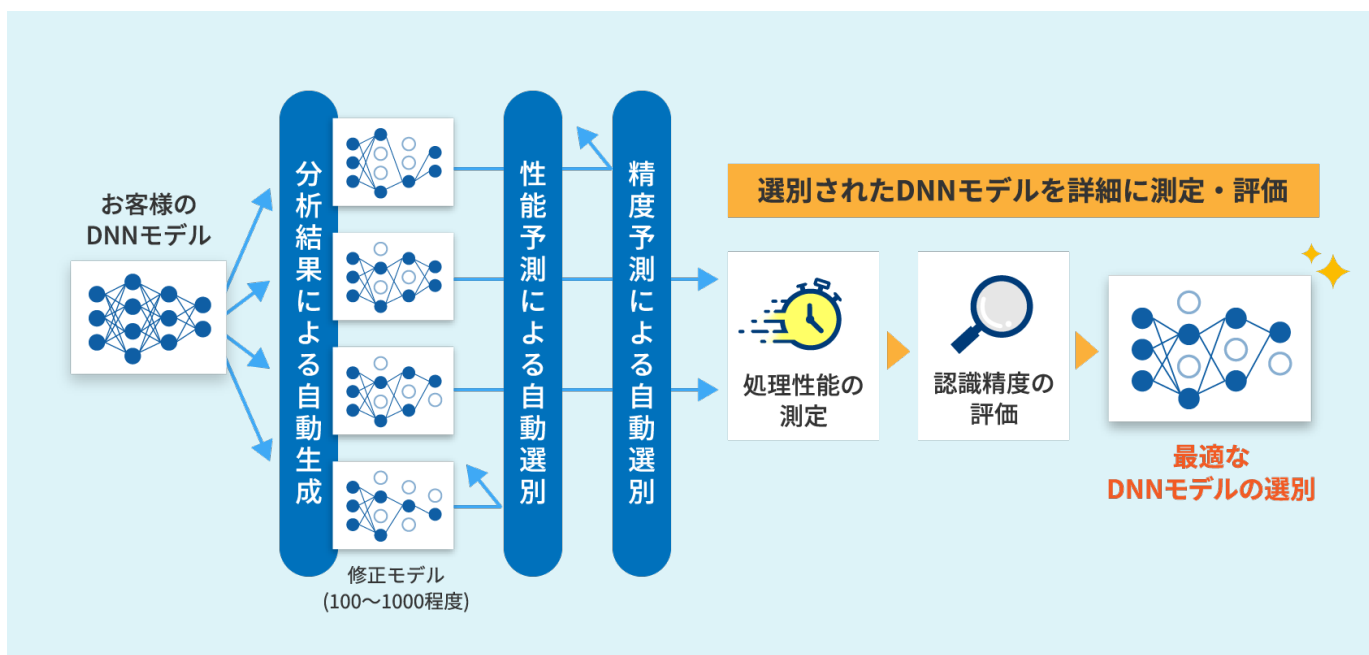 お客様の
DNNモデル
分析結果による自動生成
修正モデル
(100〜1000程度)
性能予測による自動選別
精度予測による自動選別
選別されたDNNモデルを詳細に測定・評価
処理性能の
測定
認識精度の
評価
最適な
DNNモデルの選別